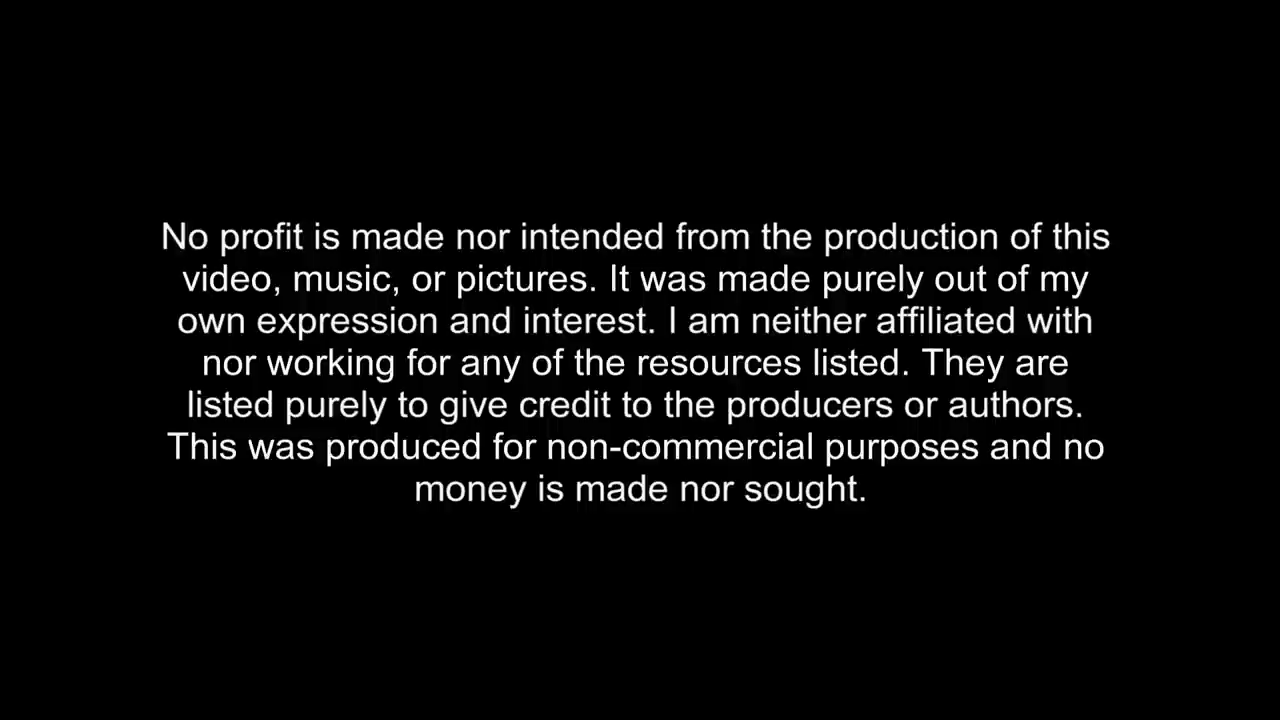 No profit is made nor intended from the production of this
video, music, or pictures. It was made purely out of my
own expression and interest. I am neither affiliated with
nor working for any of the resources listed. They are
listed purely to give credit to the producers or authors.
This was produced for non-commercial purposes and no
money is made nor sought.